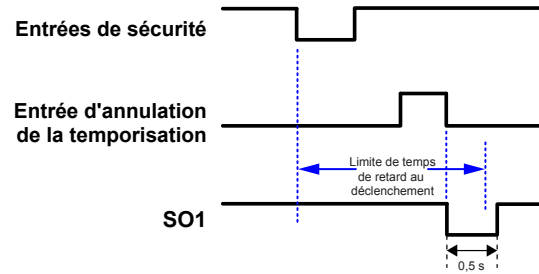 Entrées de sécurité
Entrée d'annulation
de la temporisation
Limite de temps
de retard au
déclenchement
SO1
0,5 s